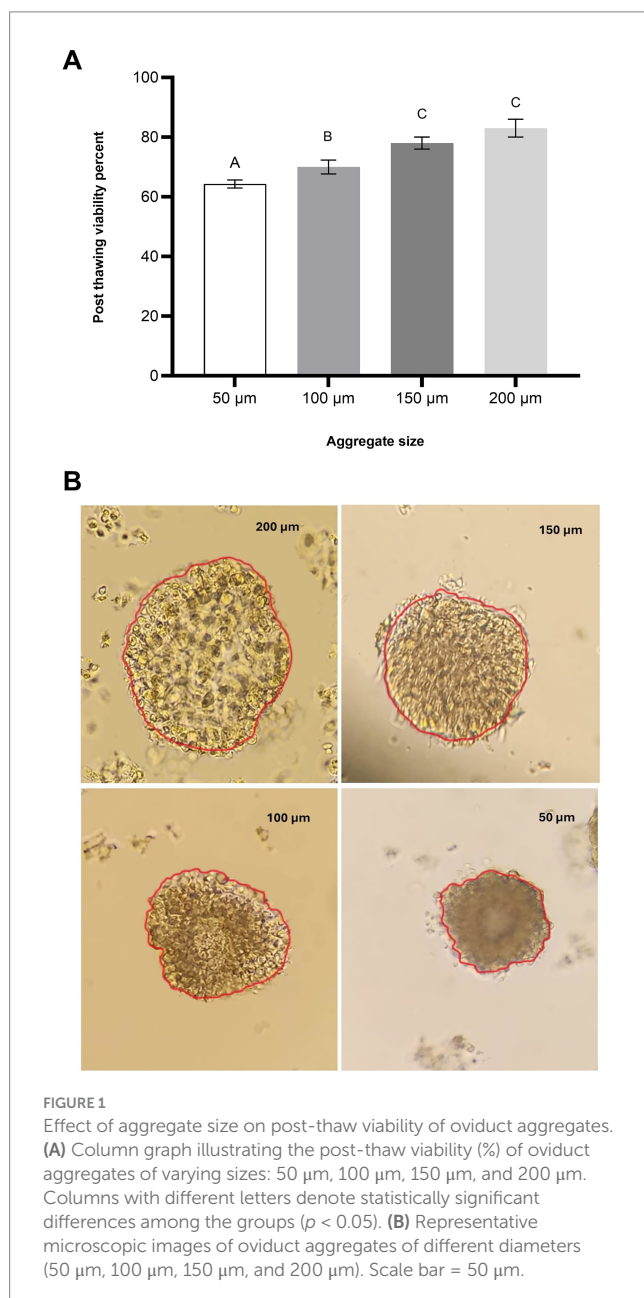 A
100
80
60
40
20
0
Post thawing viability percent
A
B
C
C
50 µm
100 µm
150 µm
200 µm
Aggregate size
B
200 µm
150 µm
100 µm
50 µm
FIGURE 1
Effect of aggregate size on post-thaw viability of oviduct aggregates.
(A) Column graph illustrating the post-thaw viability (%) of oviduct
aggregates of varying sizes: 50 μm, 100 μm, 150 μm, and 200 μm.
Columns with different letters denote statistically significant
differences among the groups (p < 0.05). (B) Representative
microscopic images of oviduct aggregates of different diameters
(50 μm, 100 μm, 150 μm, and 200 μm). Scale bar = 50 μm.